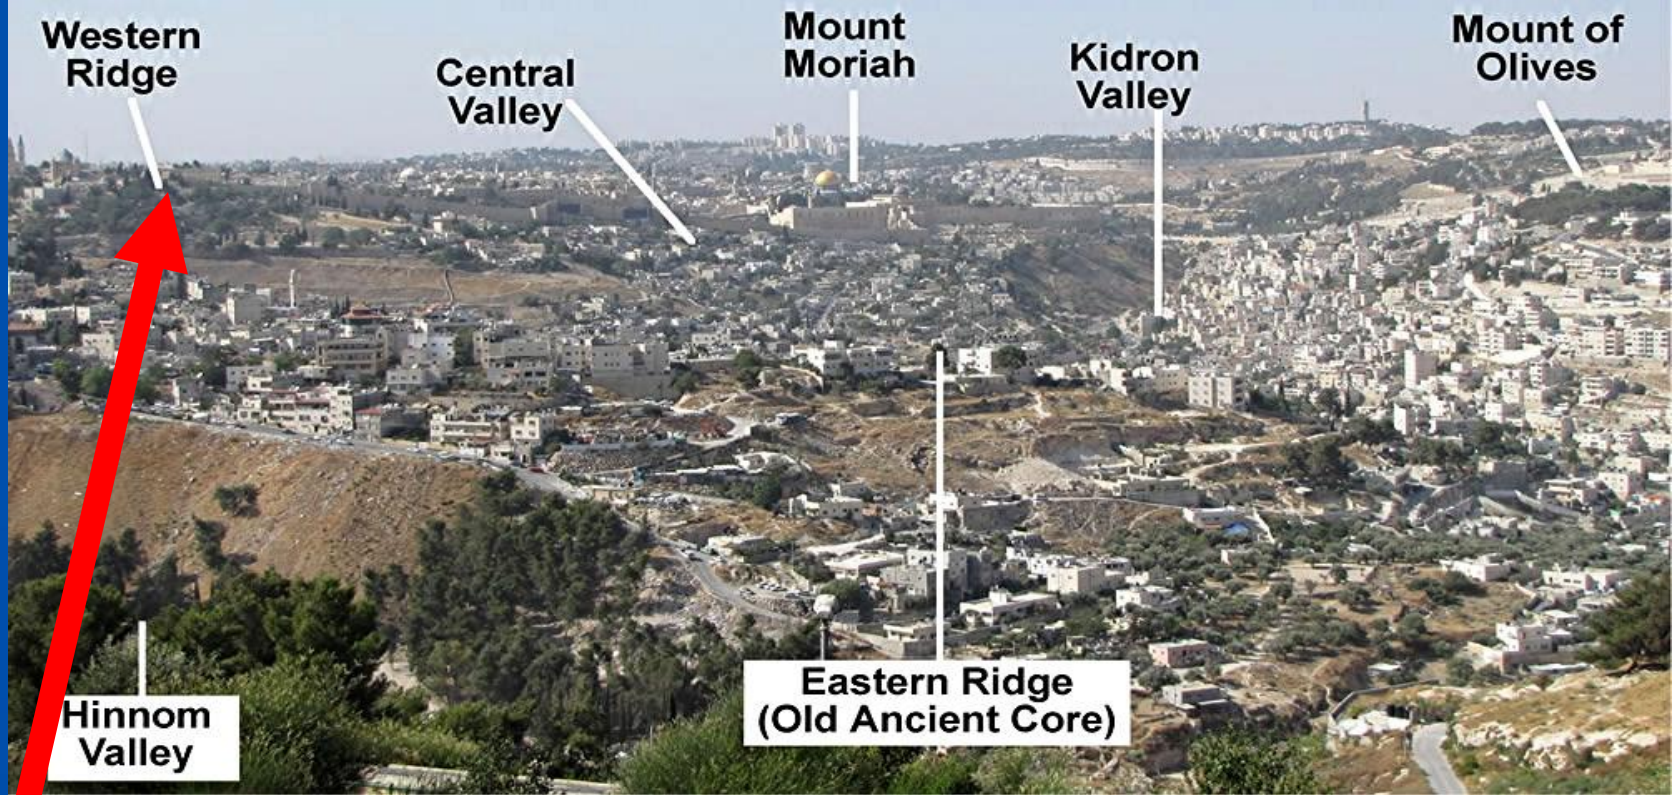 Western
Ridge
Central
Valley
Mount
Moriah
Kidron
Valley
Mount of
Olives
Hinnom
Valley
Eastern Ridge
(Old Ancient Core)